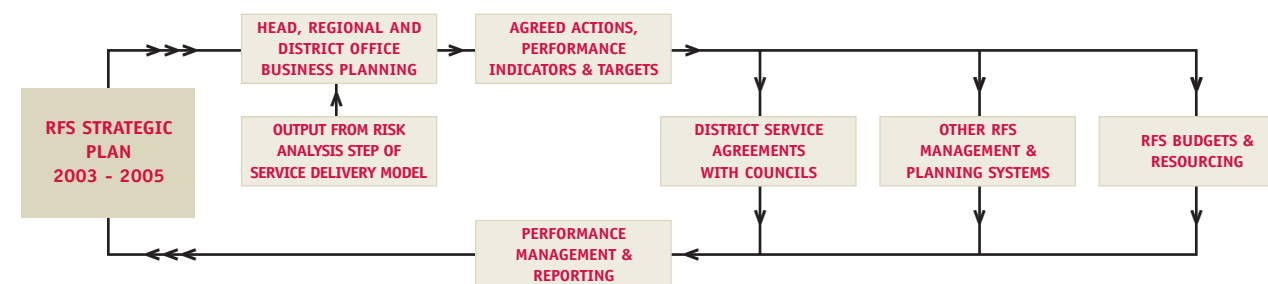 HEAD, REGIONAL AND
DISTRICT OFFICE
BUSINESS PLANNING
AGREED ACTIONS,
PERFORMANCE
INDICATORS & TARGETS
RFS STRATEGIC
PLAN
2003 - 2005
OUTPUT FROM RISK
ANALYSIS STEP OF
SERVICE DELIVERY MODEL
DISTRICT SERVICE
AGREEMENTS
WITH COUNCILS
OTHER RFS
MANAGEMENT &
PLANNING SYSTEMS
RFS BUDGETS &
RESOURCING
PERFORMANCE
MANAGEMENT &
REPORTING